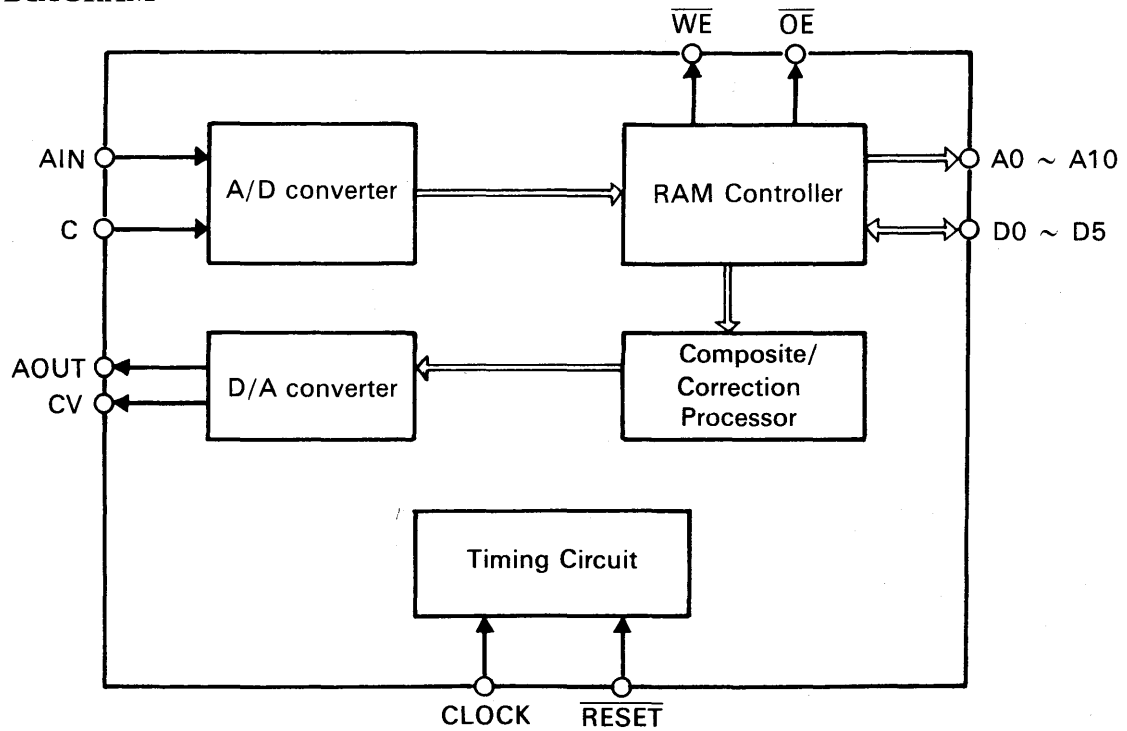 WE OE
AIN
C
A/D converter
RAM Controller
A0 ~ A10
D0 ~ D5
AOUT
CV
D/A converter
Composite/
Correction
Processor
Timing Circuit
CLOCK RESET